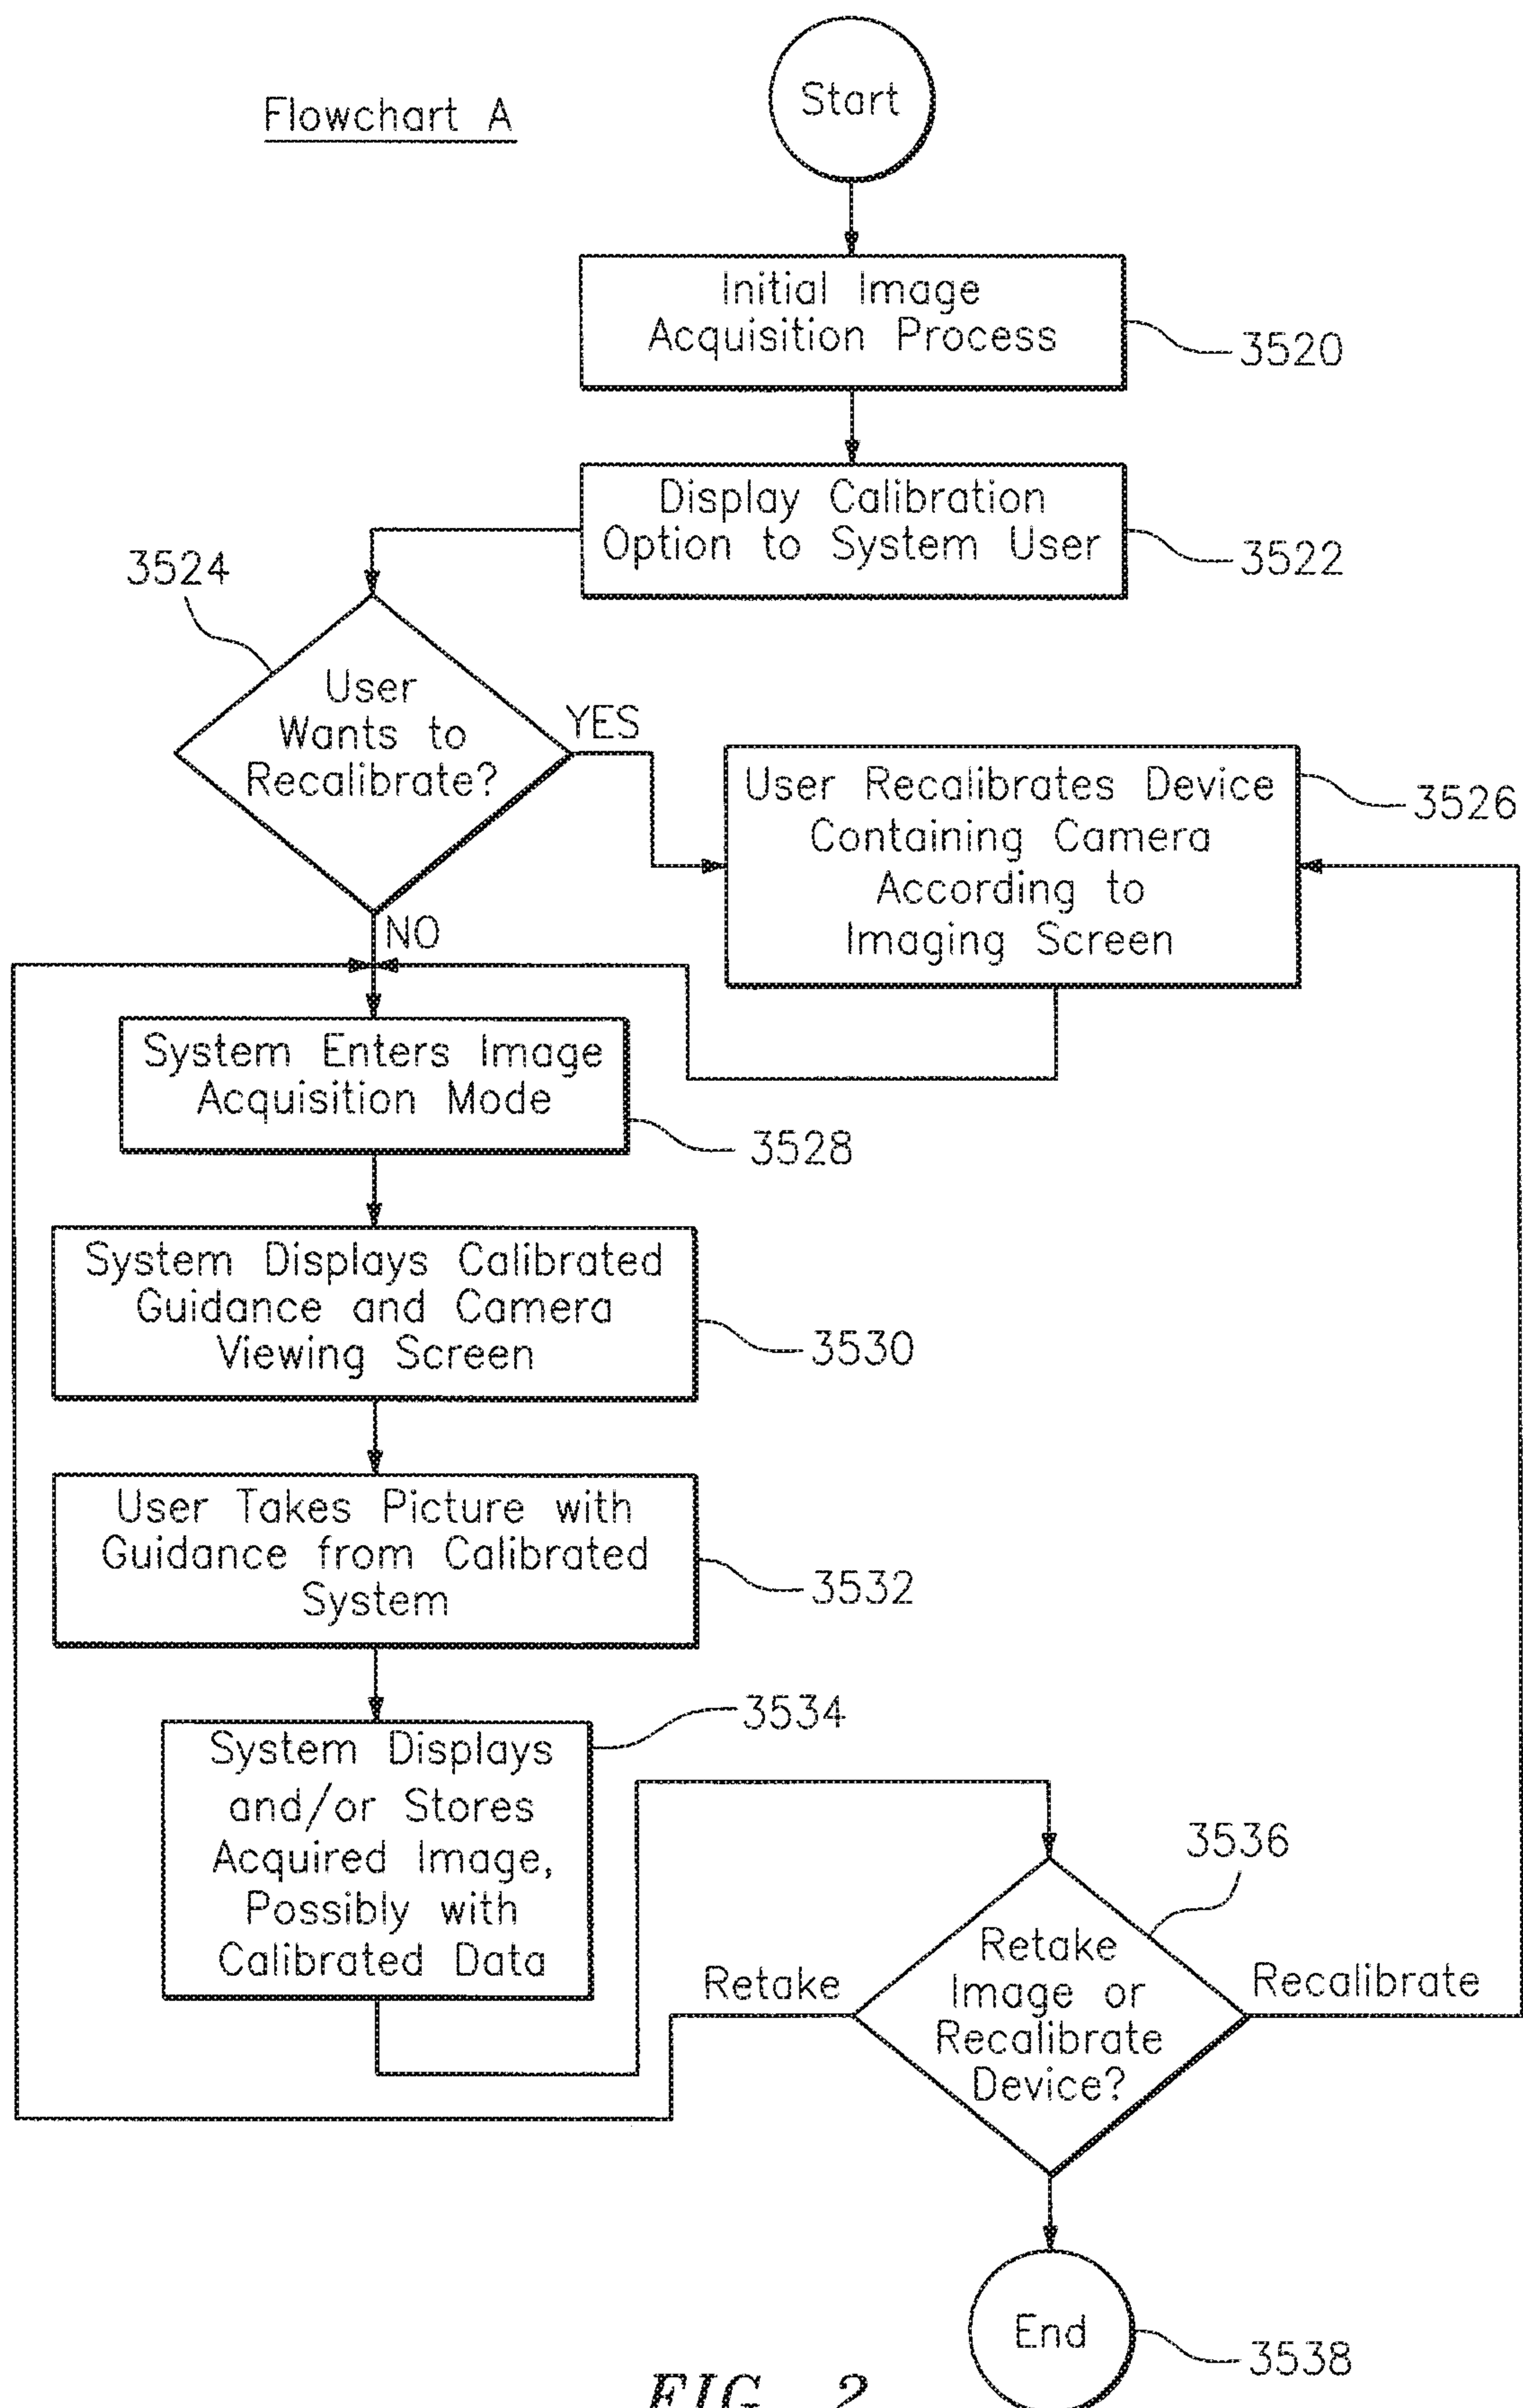 Flowchart A
Start
Initial Image
Acquisition Process
3520
Display Calibration
Option to System User
3522
3524
User
Wants to
Recalibrate?
YES
NO
User Recalibrates Device
Containing Camera
According to
Imaging Screen
3526
System Enters Image
Acquisition Mode
3528
System Displays Calibrated
Guidance and Camera
Viewing Screen
3530
User Takes Picture with
Guidance from Calibrated
System
3532
System Displays
and/or Stores
Acquired Image,
Possibly with
Calibrated Data
3534
3536
Retake
Image or
Recalibrate
Device?
Retake
Recalibrate
End
3538
FIG. 2